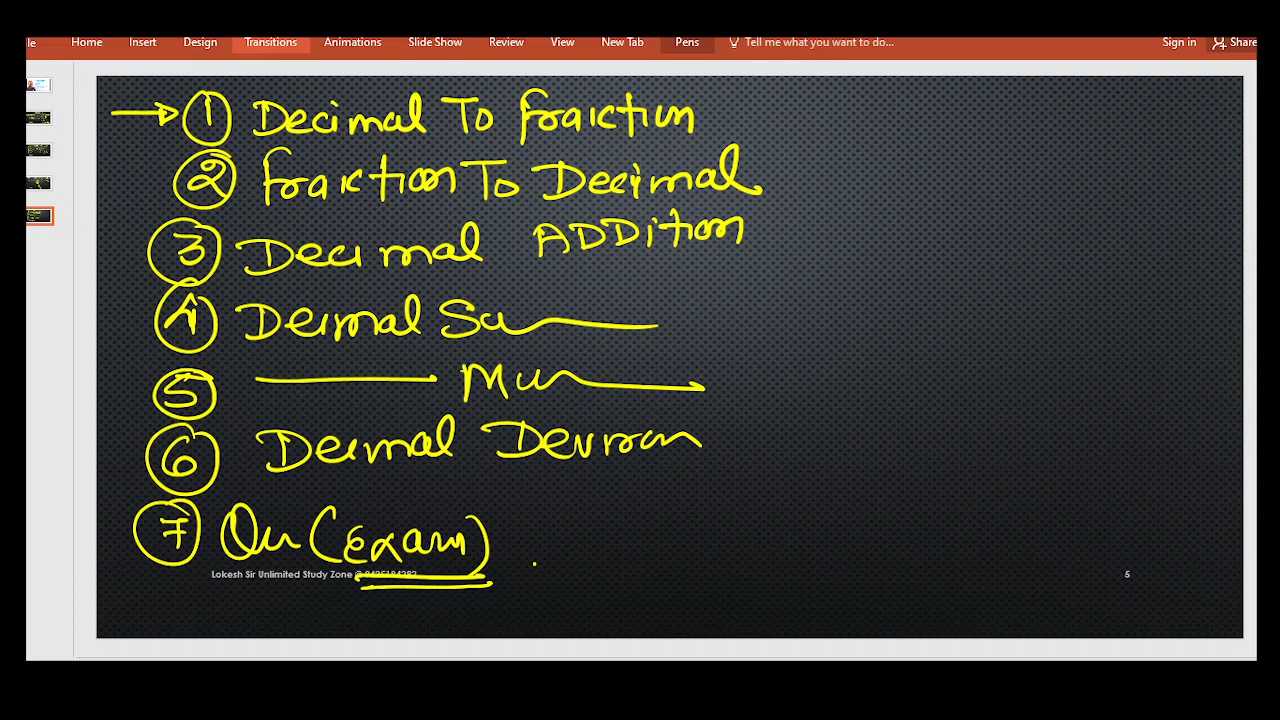 le Home Insert Design Transitions Animations Slide Show Review View New Tab Pens Tell me what you want to do... Sign in Share
1 Decimal To fraction
2 fraction To Decimal
3 Decimal ADDition
4 Decimal Su
5 Mu
6 Decimal Devison
7 Qu (Exam)
Lokesh Sir Unlimited Study Zone @ 5